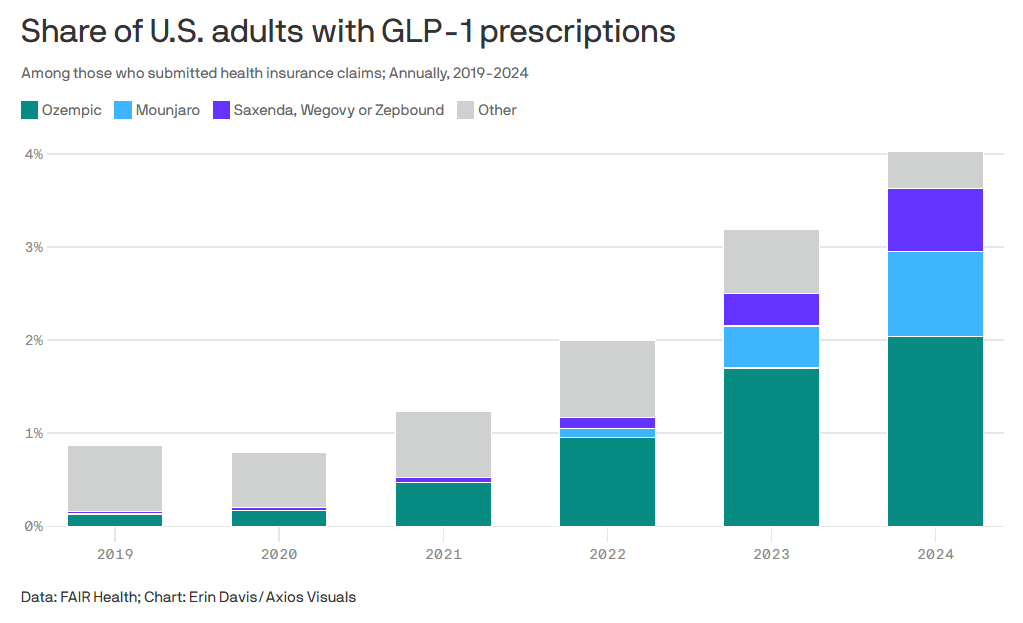 Share of U.S. adults with GLP-1 prescriptions
Among those who submitted health insurance claims; Annually, 2019-2024
Ozempic Mounjaro Saxenda, Wegovy or Zepbound Other
4%
3%
2%
1%
0%
2019 2020 2021 2022 2023 2024
Data: FAIR Health; Chart: Erin Davis/Axios Visuals